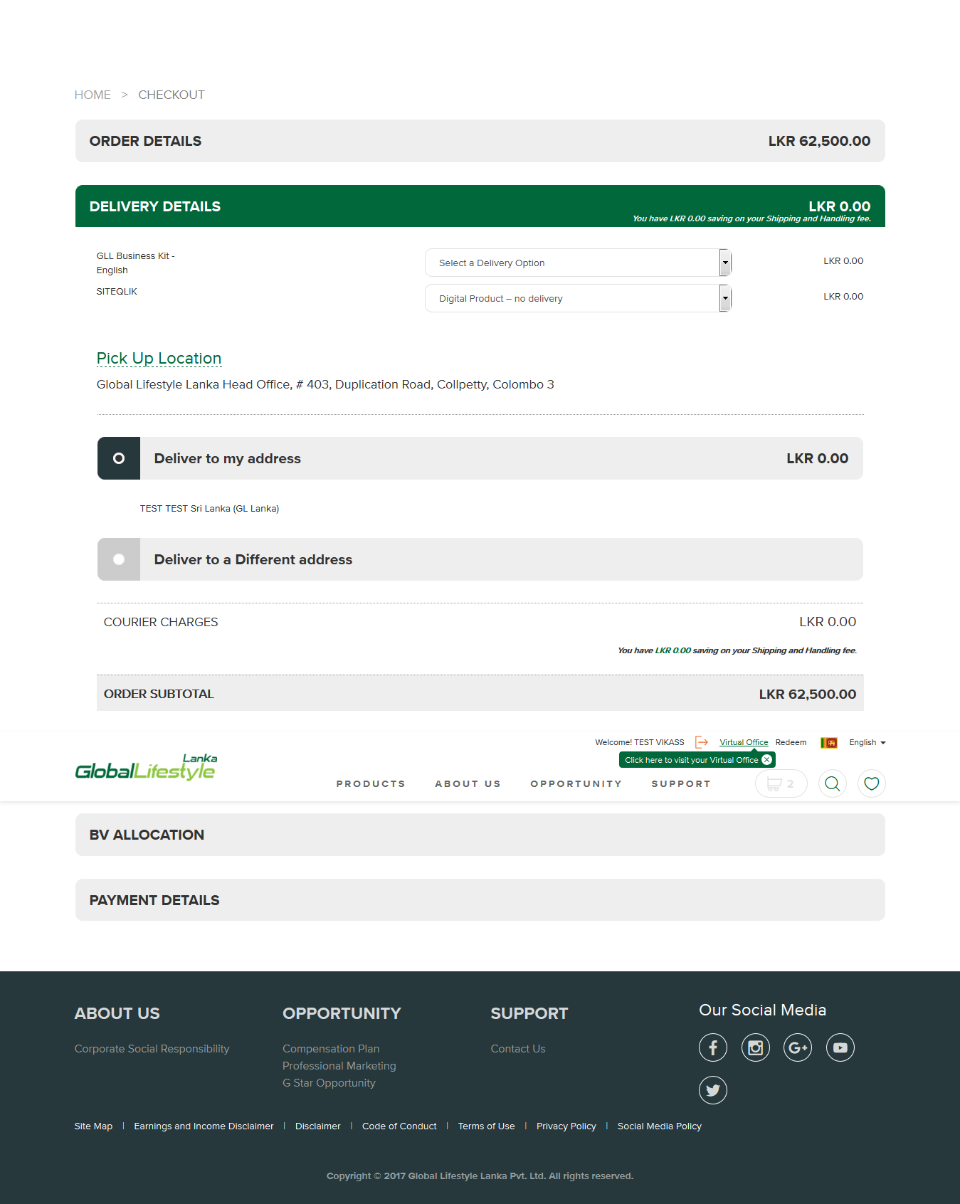 HOME > CHECKOUT
ORDER DETAILS LKR 62,500.00
DELIVERY DETAILS LKR 0.00
You have LKR 0.00 saving on your Shipping and Handling fee.
GLL Business Kit -
English
Select a Delivery Option LKR 0.00
SITEQLIK Digital Product – no delivery LKR 0.00
Pick Up Location
Global Lifestyle Lanka Head Office, # 403, Duplication Road, Collpetty, Colombo 3
Deliver to my address LKR 0.00
TEST TEST Sri Lanka (GL Lanka)
Deliver to a Different address
COURIER CHARGES LKR 0.00
You have LKR 0.00 saving on your Shipping and Handling fee.
ORDER SUBTOTAL LKR 62,500.00
Welcome! TEST VIKASS Virtual Office Redeem English
Lanka
GlobalLifestyle
Click here to visit your Virtual Office
PRODUCTS ABOUT US OPPORTUNITY SUPPORT 2
BV ALLOCATION
PAYMENT DETAILS
ABOUT US OPPORTUNITY SUPPORT Our Social Media
Corporate Social Responsibility Compensation Plan Contact Us
Professional Marketing
G Star Opportunity
Site Map | Earnings and Income Disclaimer | Disclaimer | Code of Conduct | Terms of Use | Privacy Policy | Social Media Policy
Copyright © 2017 Global Lifestyle Lanka Pvt. Ltd. All rights reserved.